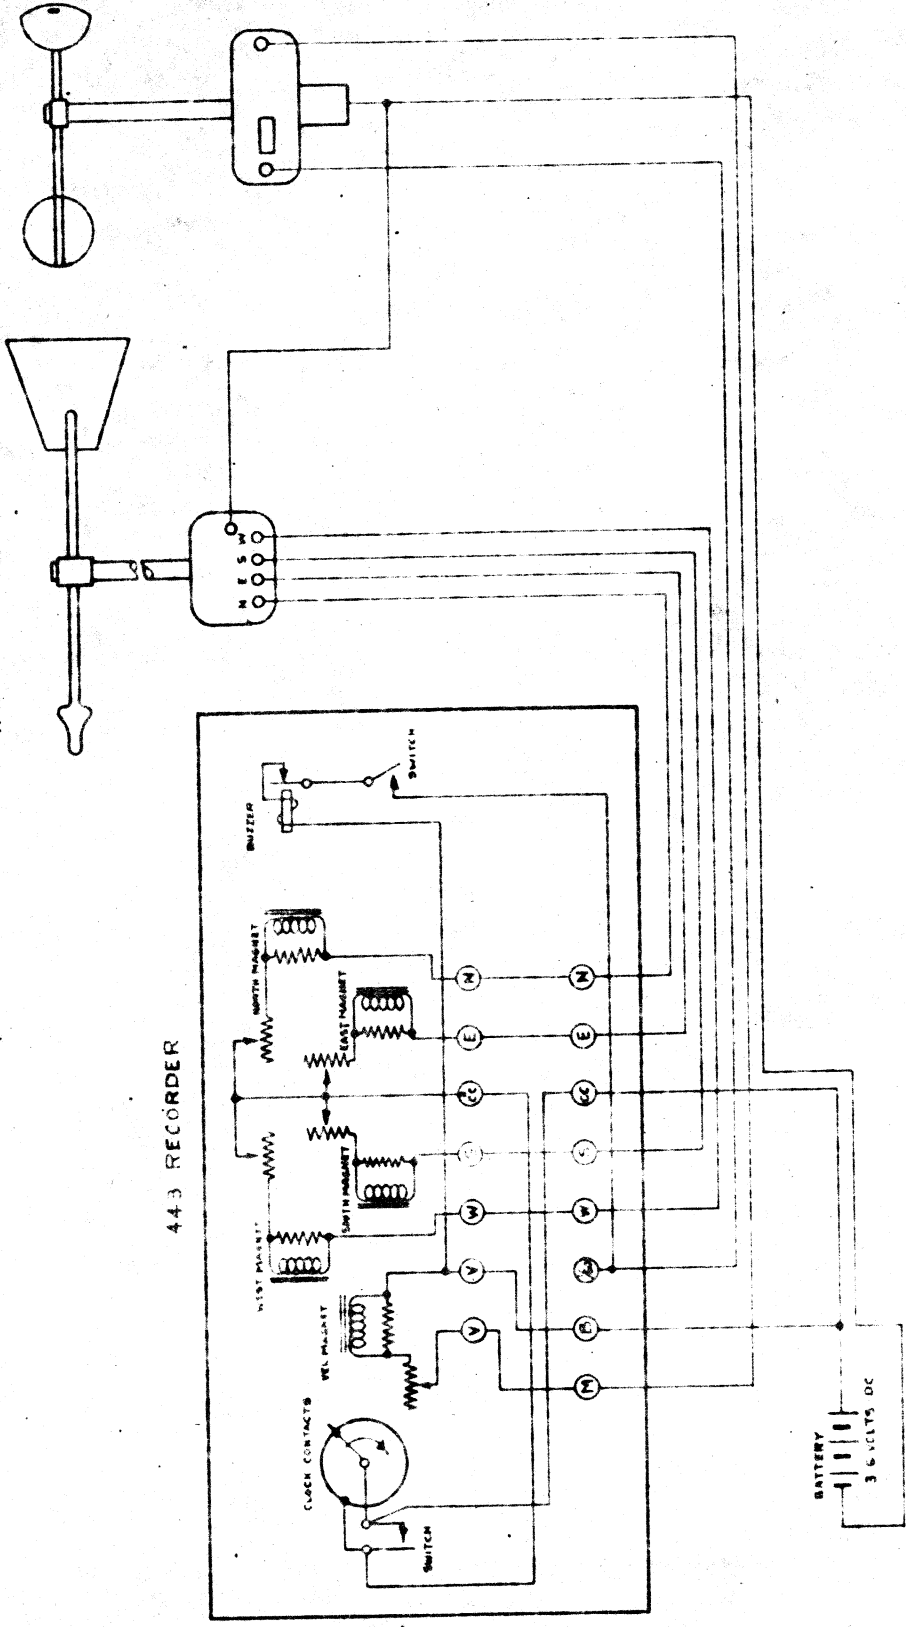 443 RECORDER
BUZZER
SWITCH
NORTH MAGNET
EAST MAGNET
SOUTH MAGNET
WEST MAGNET
VEL MAGNET
CLOCK CONTACTS
SWITCH
N
E
S
W
N
E
CC
S
W
V
V
N
E
CC
S
W
B
M
BATTERY
3 6 VOLTS DC